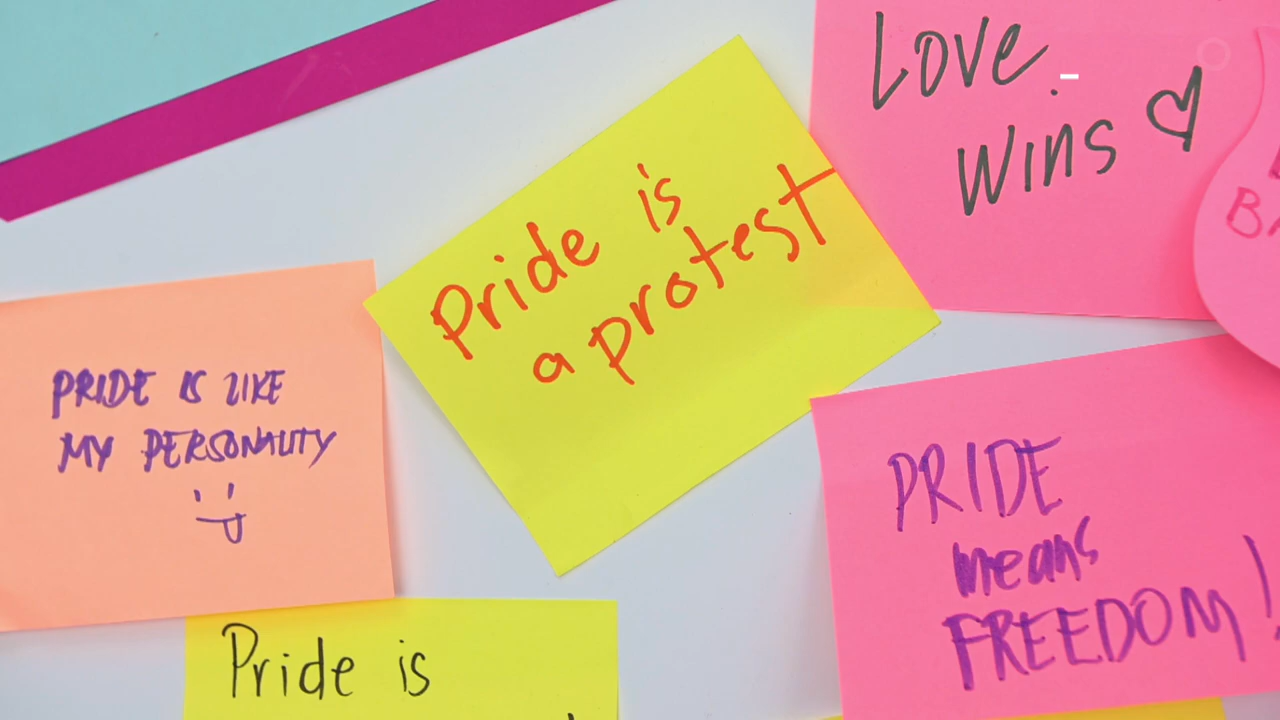 Love
Wins
Pride is
a protest
PRIDE IS LIKE
MY PERSONALITY
PRIDE
means
FREEDOM!
Pride is